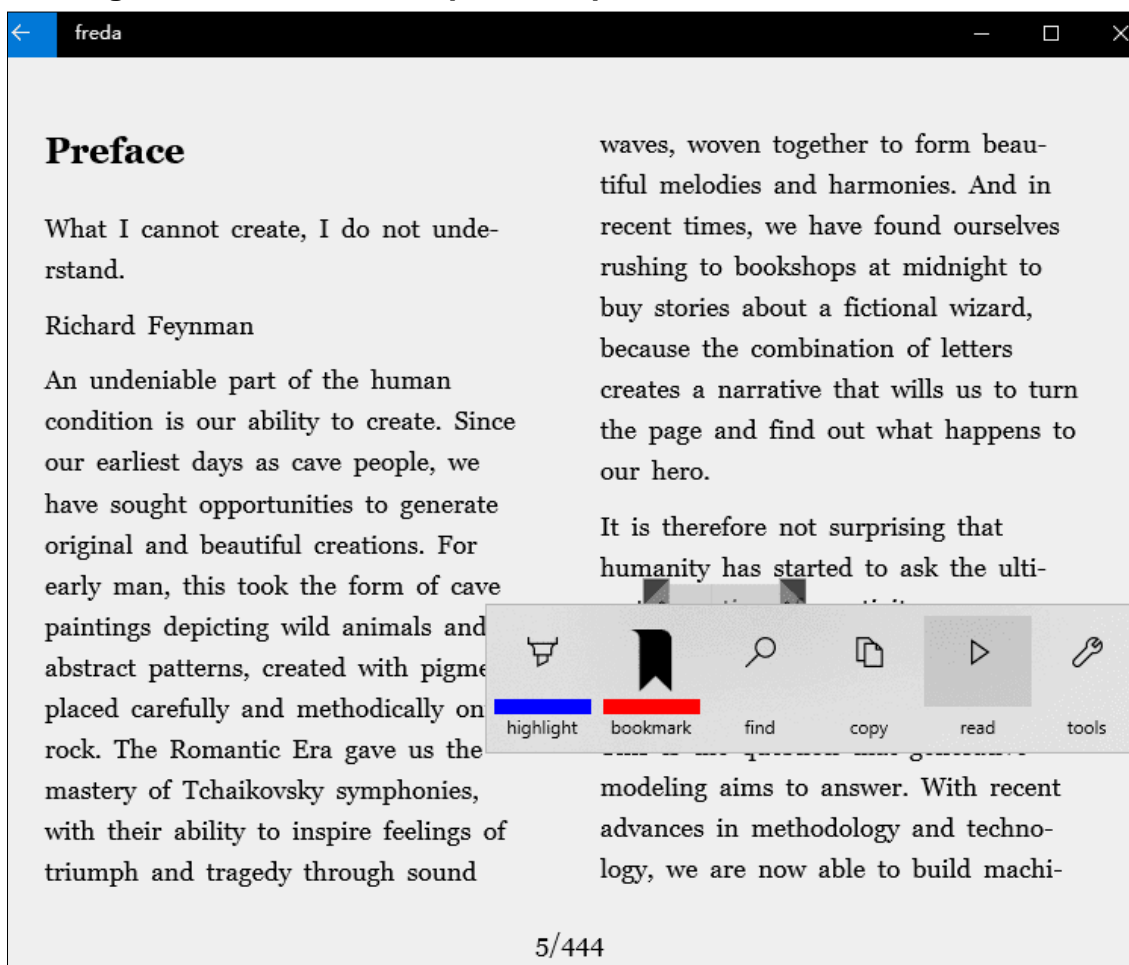 freda
Preface
What I cannot create, I do not unde-
rstand.
Richard Feynman
An undeniable part of the human
condition is our ability to create. Since
our earliest days as cave people, we
have sought opportunities to generate
original and beautiful creations. For
early man, this took the form of cave
paintings depicting wild animals and
abstract patterns, created with
placed carefully and methodically on
rock. The Romantic Era gave us the
mastery of Tchaikovsky symphonies,
with their ability to inspire feelings of
triumph and tragedy through sound
waves, woven together to form beau-
tiful melodies and harmonies. And in
recent times, we have found ourselves
rushing to bookshops at midnight to
buy stories about a fictional wizard,
because the combination of letters
creates a narrative that wills us to turn
the page and find out what happens to
our hero.
It is therefore not surprising that
humanity has started to ask the ulti-
highlight bookmark find copy read tools
modeling aims to answer. With recent
advances in methodology and techno-
logy, we are now able to build machi-
5/444